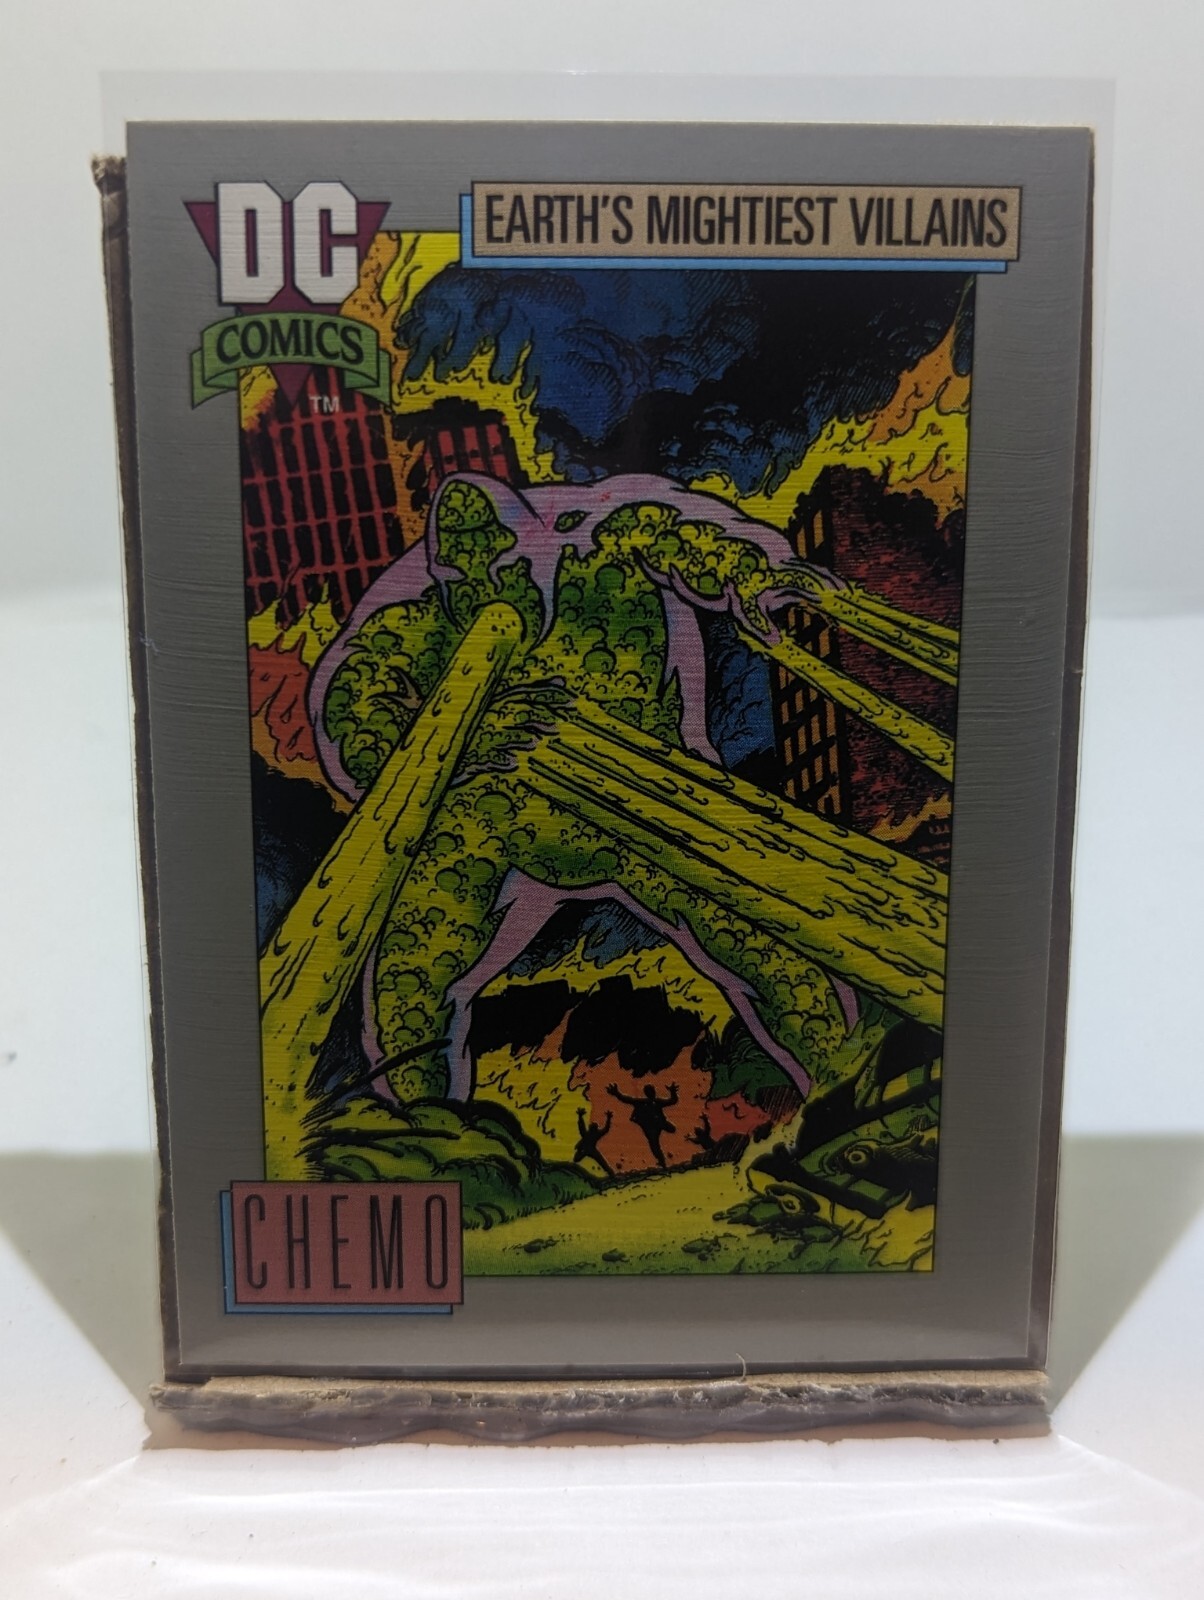 DC
COMICS
TM
EARTH'S MIGHTIEST VILLAINS
CHEMO